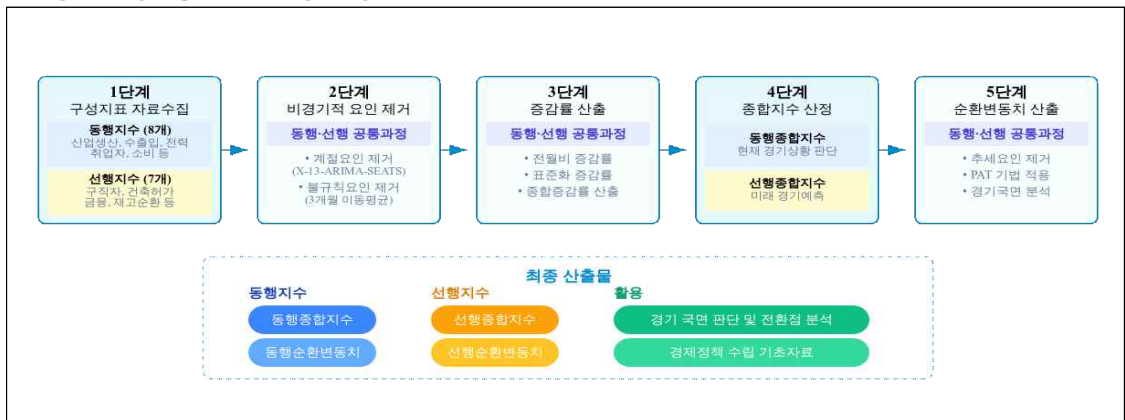 1단계
구성지표 자료수집
동행지수 (8개)
산업생산, 수출입, 전력
취업자, 소비 등
선행지수 (7개)
구직자, 건축허가
금융, 재고순환 등
2단계
비경기적 요인 제거
동행·선행 공통과정
• 계절요인 제거
(X-13-ARIMA-SEATS)
• 불규칙요인 제거
(3개월 이동평균)
3단계
증감률 산출
동행·선행 공통과정
• 전월비 증감률
• 표준화 증감률
• 종합증감률 산출
4단계
종합지수 산정
동행종합지수
현재 경기상황 판단
선행종합지수
미래 경기예측
5단계
순환변동치 산출
동행·선행 공통과정
• 추세요인 제거
• PAT 기법 적용
• 경기국면 분석
최종 산출물
동행지수
동행종합지수
동행순환변동치
선행지수
선행종합지수
선행순환변동치
활용
경기 국면 판단 및 전환점 분석
경제정책 수립 기초자료